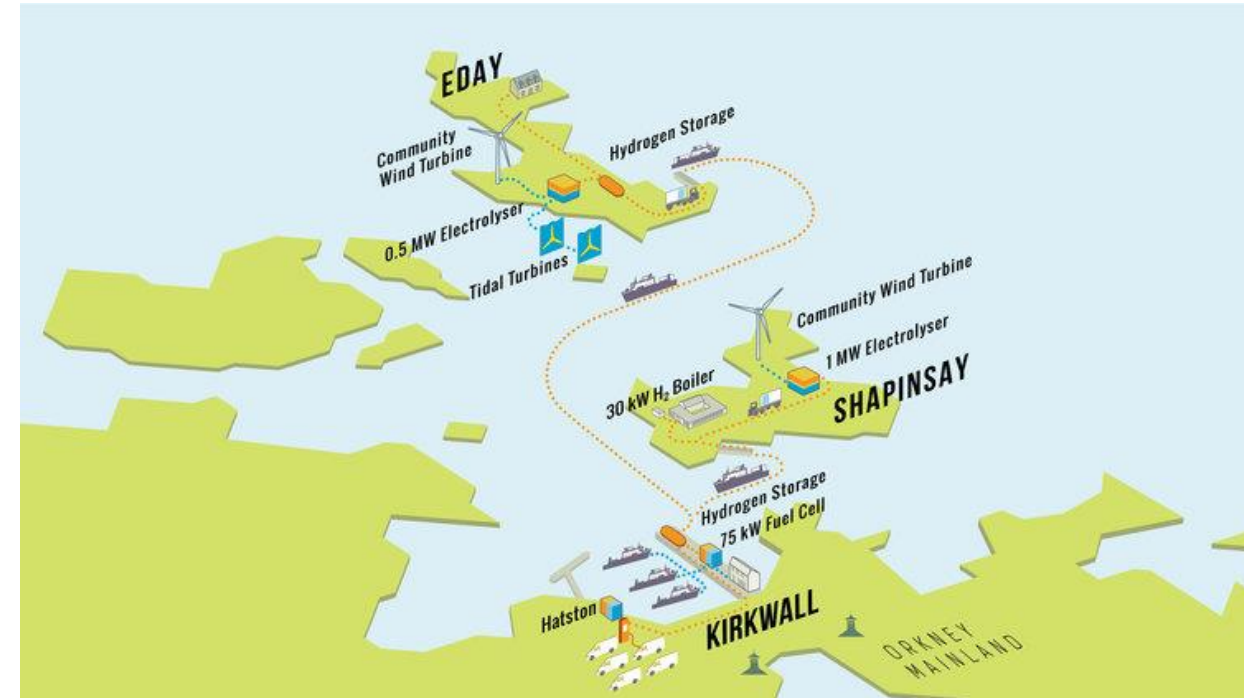 EDAY
Community
Wind Turbine
Hydrogen Storage
0.5 MW Electrolyser
Tidal Turbines
Community Wind Turbine
1 MW Electrolyser
30 kW H₂ Boiler
SHAPINSAY
Hydrogen Storage
75 kW Fuel Cell
Hatston
KIRKWALL
ORKNEY
MAINLAND